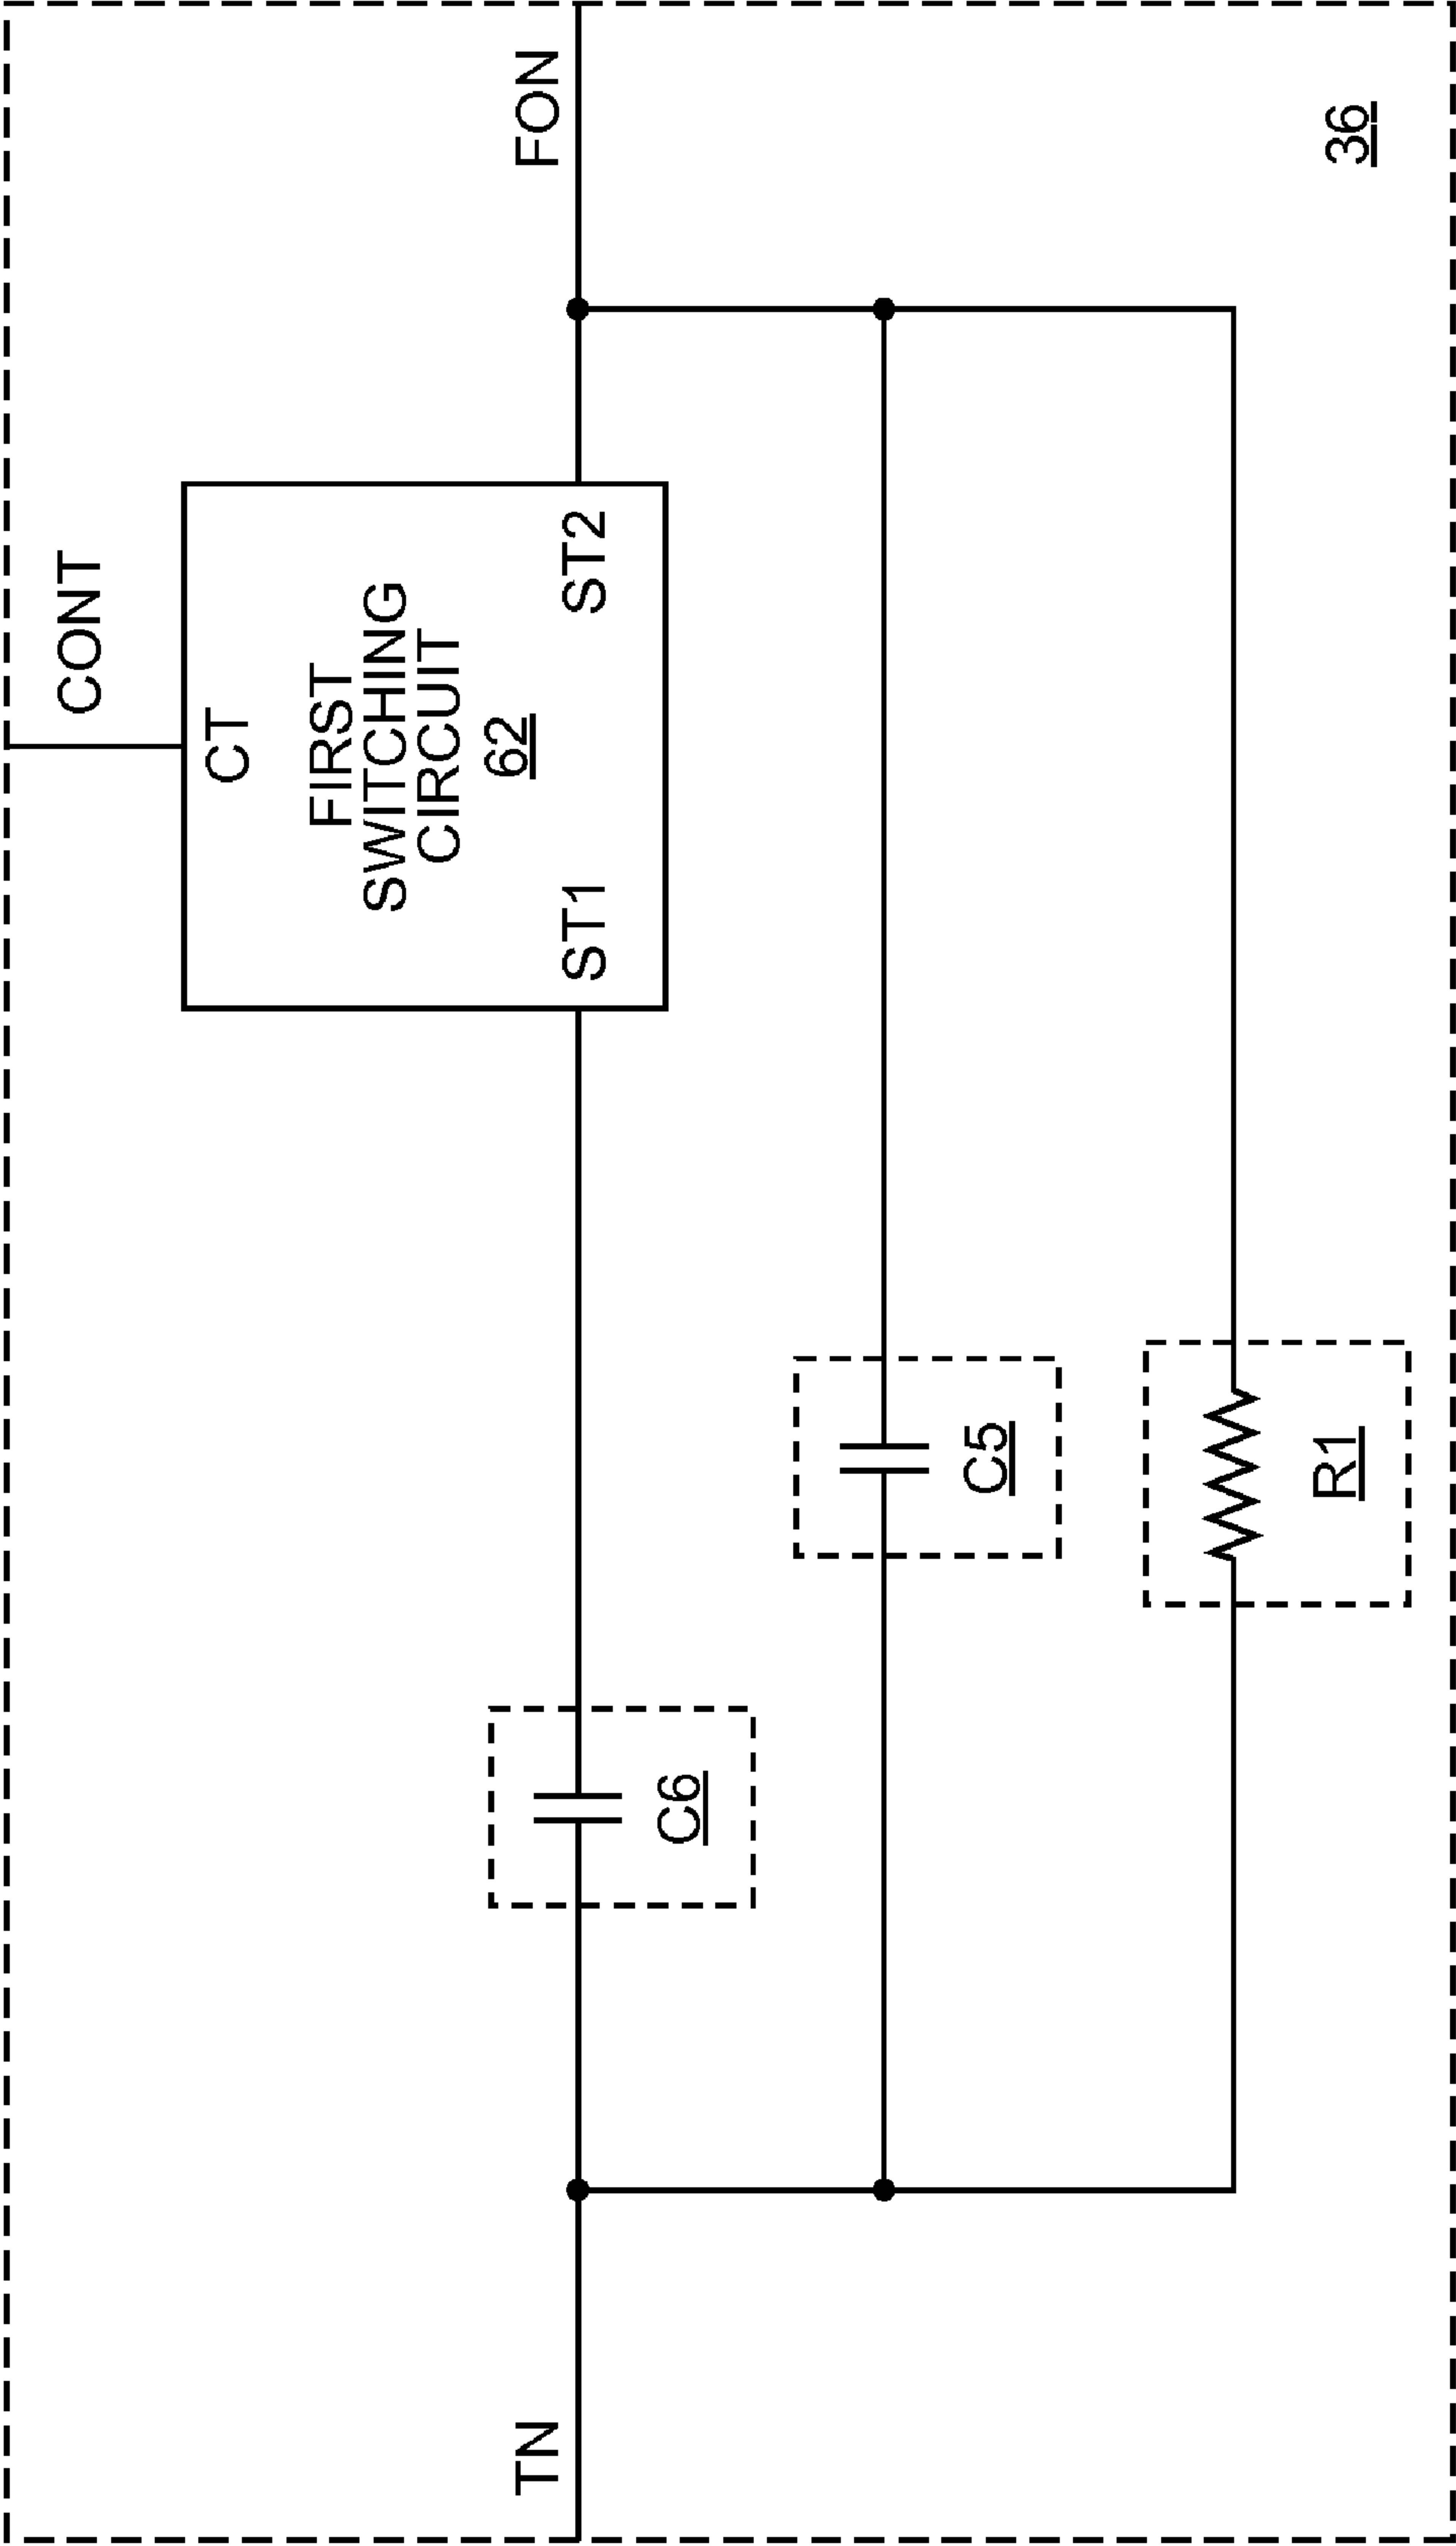 CONT
CT
FIRST
SWITCHING
CIRCUIT
62
ST1
ST2
TN
FON
C6
C5
R1
36